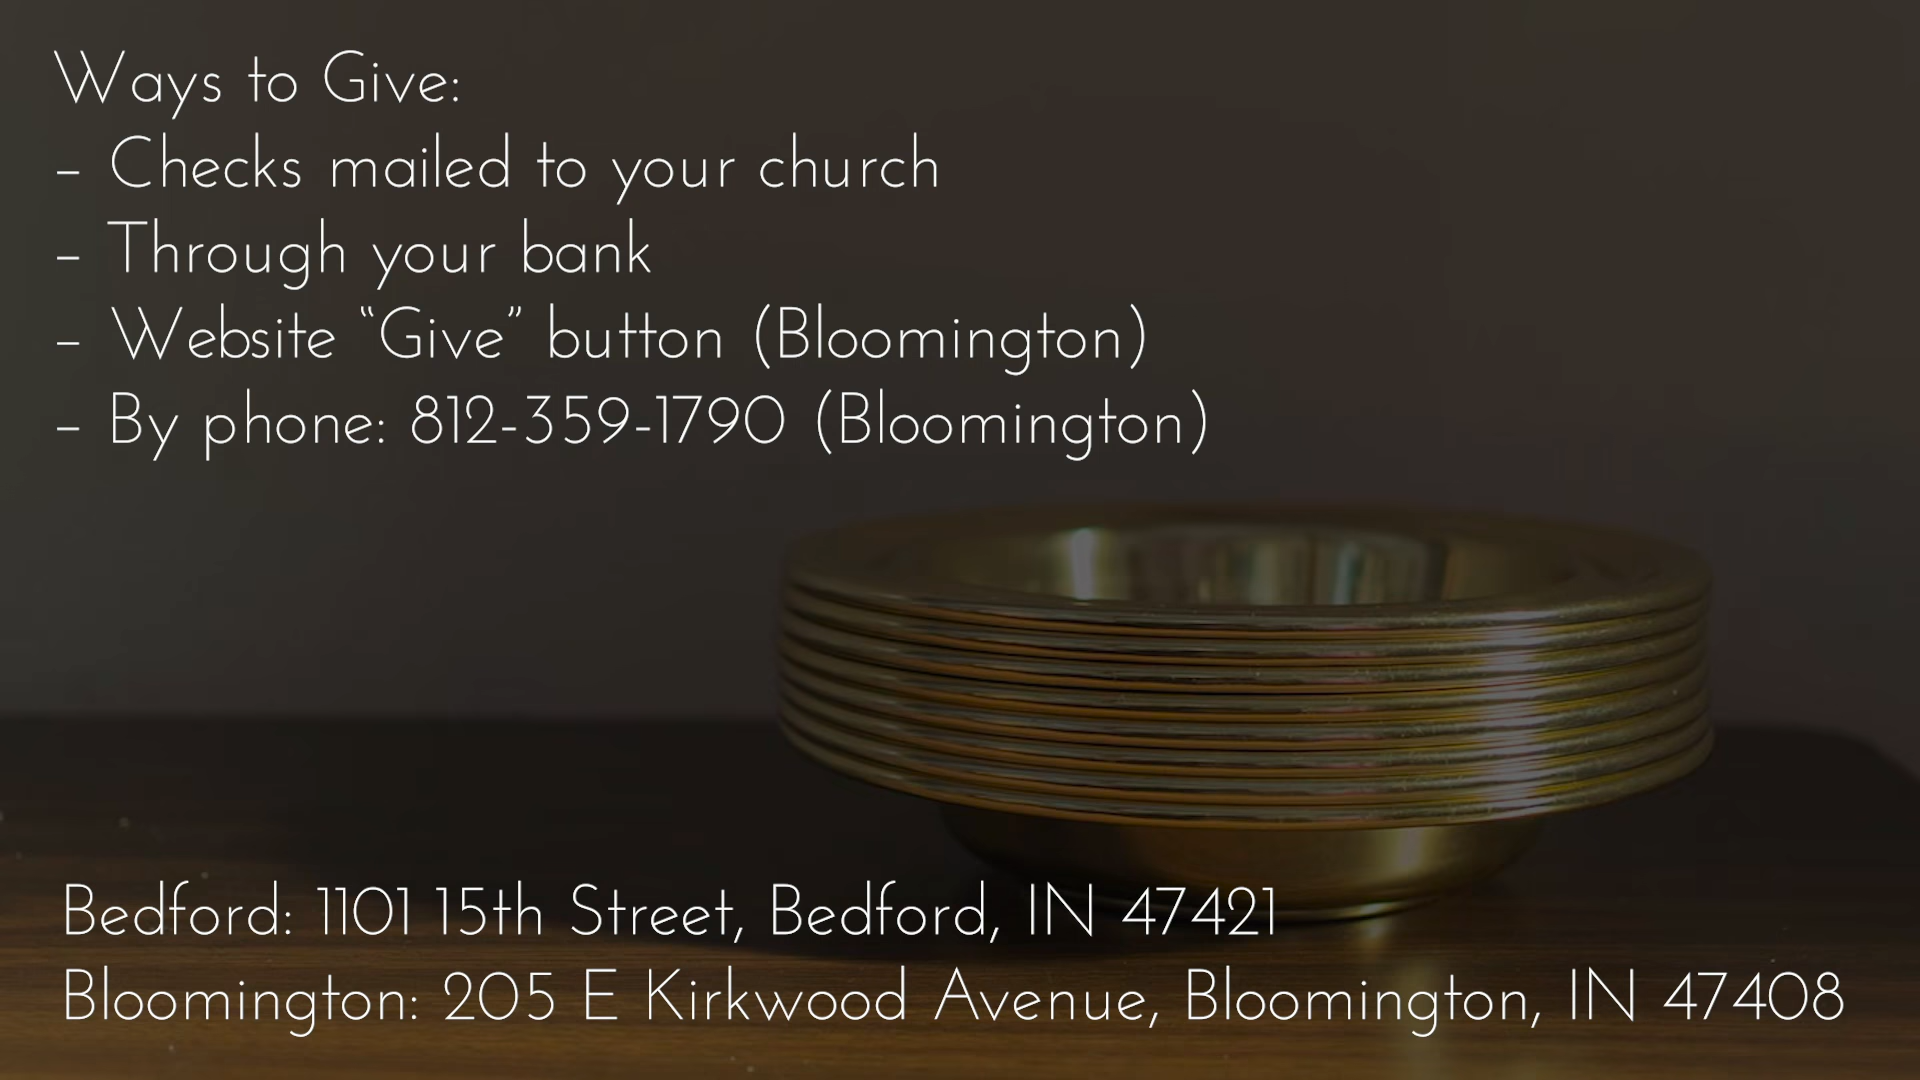 Ways to Give:
– Checks mailed to your church
– Through your bank
– Website “Give” button (Bloomington)
– By phone: 812-359-1790 (Bloomington)
Bedford: 1101 15th Street, Bedford, IN 47421
Bloomington: 205 E Kirkwood Avenue, Bloomington, IN 47408